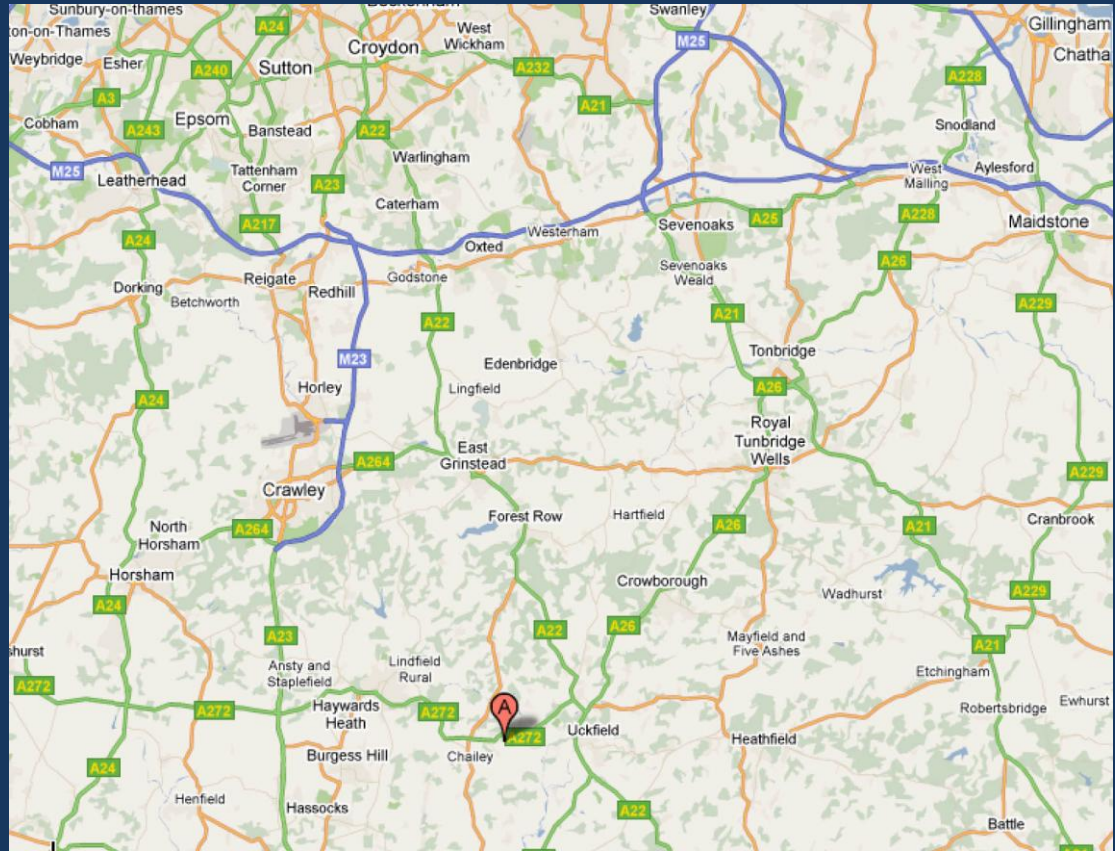 Sunbury-on-thames
Swanley
Gillingham
ton-on-Thames
A24
West
Wickham
M25
Chatha
Weybridge
Esher
A240
Croydon
Sutton
A232
A228
A3
A21
Cobham
A243
Epsom
Banstead
A22
Snodland
M25
Leatherhead
Tattenham
Corner
A23
Warlingham
West
Malling
Aylesford
A217
Caterham
A25
A228
A24
Oxted
Westerham
Sevenoaks
Maidstone
Dorking
Betchworth
Reigate
Redhill
Godstone
Sevenoaks
Weald
A26
A229
A22
A21
M23
Edenbridge
Tonbridge
Horley
Lingfield
A26
A24
A264
East
Grinstead
Royal
Tunbridge
Wells
Crawley
A229
North
Horsham
A264
Forest Row
Hartfield
A26
A21
Cranbrook
Horsham
Crowborough
Wadhurst
A229
A24
A23
A22
A26
Mayfield and
Five Ashes
A21
shurst
Ansty and
Staplefield
Lindfield
Rural
Etchingham
A272
A272
Haywards
Heath
A272
A
A272
Uckfield
Heathfield
Robertsbridge
Ewhurst
Burgess Hill
Chailey
A24
Henfield
Hassocks
A22
Battle